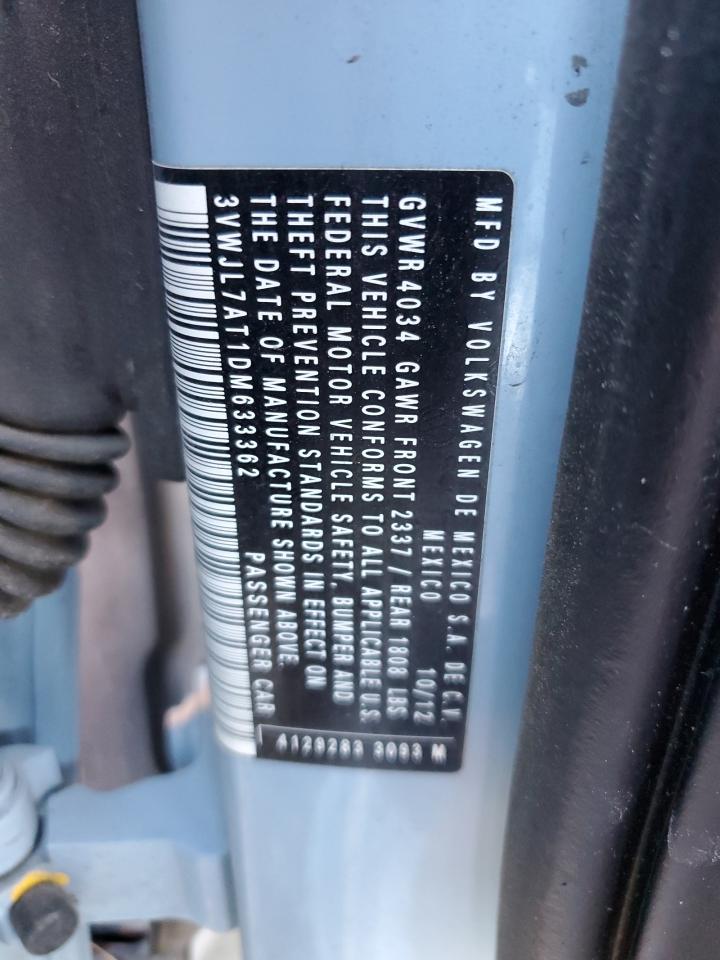 MFD BY VOLKSWAGEN DE MEXICO S.A. DE C.V.
MEXICO 10/12
GVWR 4034 GAWR FRONT 2337 / REAR 1808 LBS
THIS VEHICLE CONFORMS TO ALL APPLICABLE U.S.
FEDERAL MOTOR VEHICLE SAFETY, BUMPER AND
THEFT PREVENTION STANDARDS IN EFFECT ON
THE DATE OF MANUFACTURE SHOWN ABOVE.
3VWJL7AT1DM633362 PASSENGER CAR